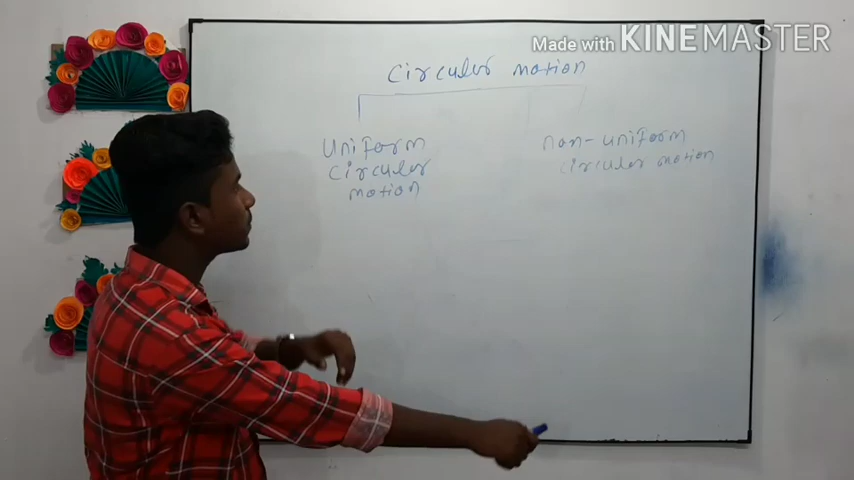 Made with KINEMASTER
circular motion
uniform
circular
motion
non-uniform
circular motion